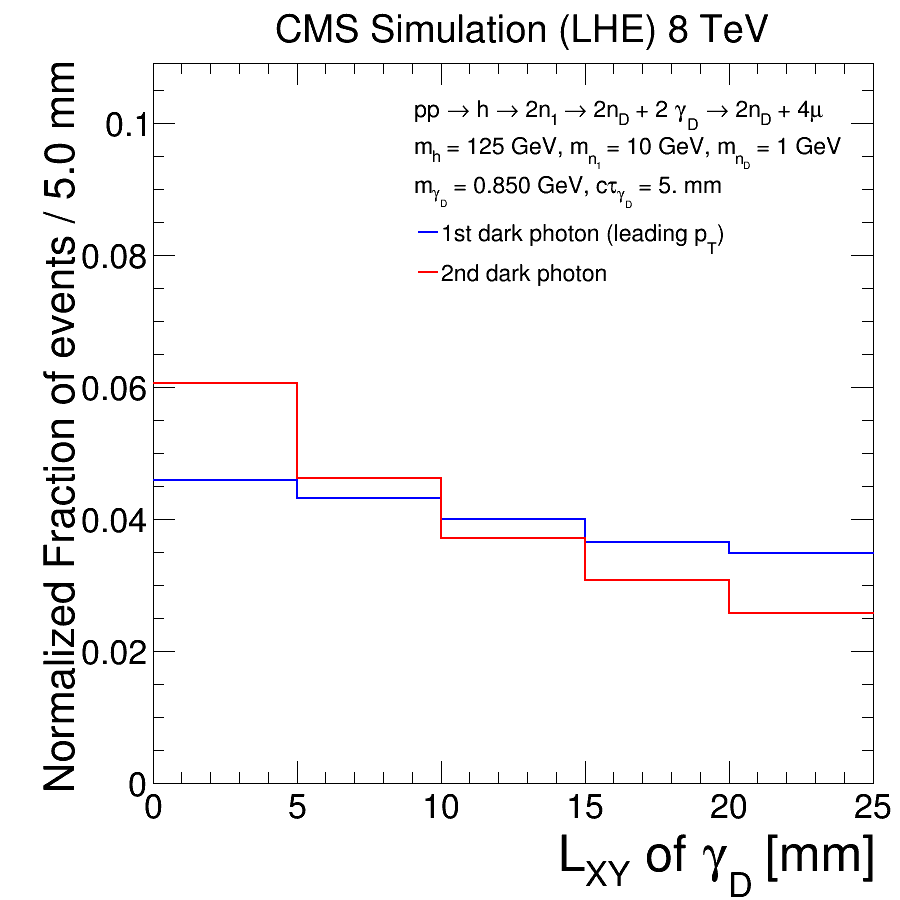 CMS Simulation (LHE) 8 TeV
Normalized Fraction of events / 5.0 mm
0.1
0.08
0.06
0.04
0.02
0
pp → h → 2n1 → 2nD + 2 γD → 2nD + 4μ
mh = 125 GeV, mn1 = 10 GeV, mnD = 1 GeV
mγD = 0.850 GeV, cτγD = 5. mm
1st dark photon (leading pT)
2nd dark photon
0 5 10 15 20 25
LXY of γD [mm]